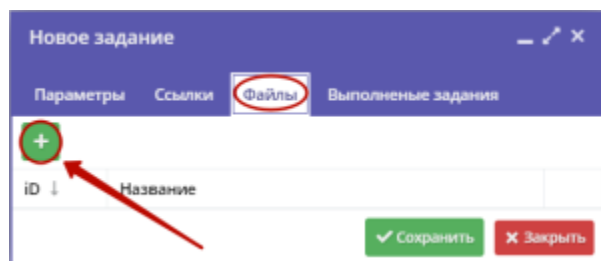 Новое задание
Параметры Ссылки Файлы Выполненые задания
+
iD ↓ Название
Сохранить Закрыть